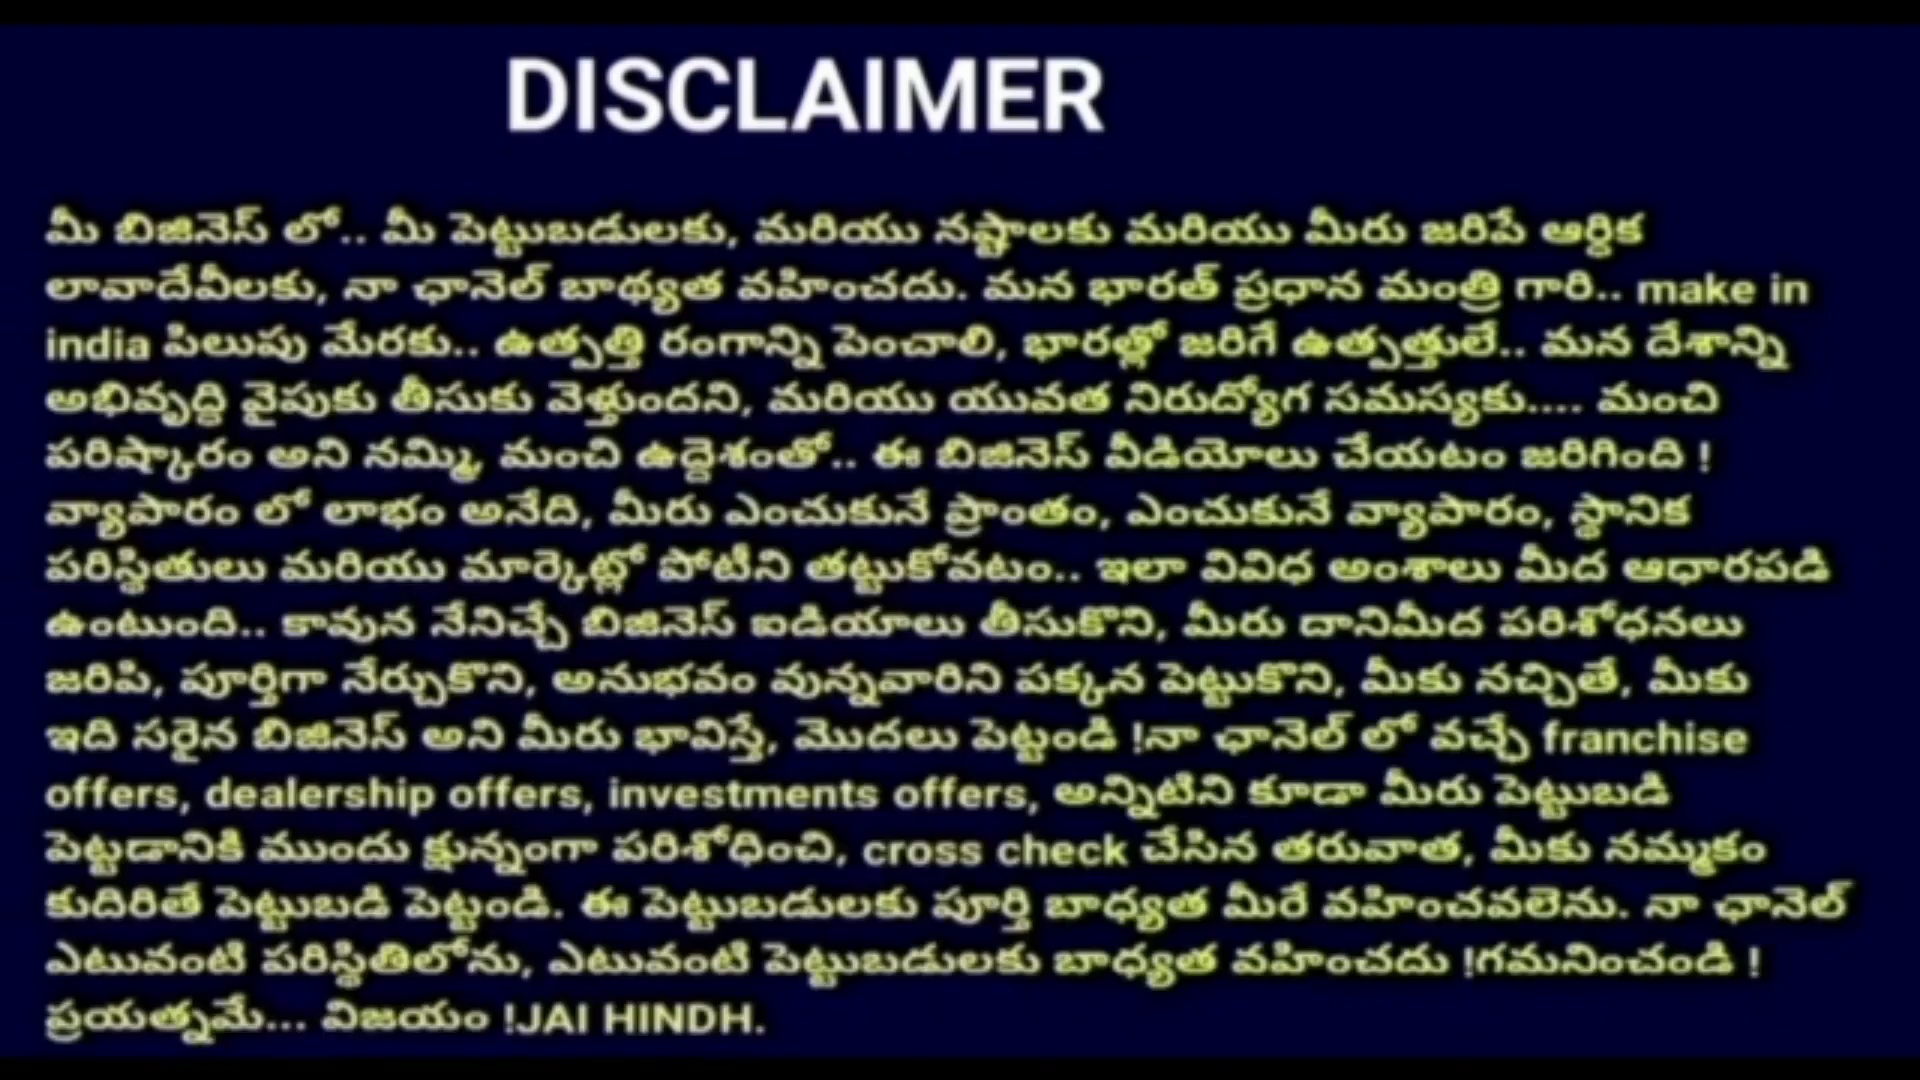 DISCLAIMER
మీ బిజినెస్ లో.. మీ పెట్టుబడులకు, మరియు నష్టాలకు మరియు మీరు జరిపే ఆర్ధిక
లావాదేవీలకు, నా ఛానెల్ బాథ్యత వహించదు. మన భారత్ ప్రధాన మంత్రి గారి.. make in
india పిలుపు మేరకు.. ఉత్పత్తి రంగాన్ని పెంచాలి, భారత్లో జరిగే ఉత్పత్తులే.. మన దేశాన్ని
అభివృద్ధి వైపుకు తీసుకు వెళ్తుందని, మరియు యువత నిరుద్యోగ సమస్యకు.... మంచి
పరిష్కారం అని నమ్మి, మంచి ఉద్దెశంతో.. ఈ బిజినెస్ వీడియోలు చేయటం జరిగింది !
వ్యాపారం లో లాభం అనేది, మీరు ఎంచుకునే ప్రాంతం, ఎంచుకునే వ్యాపారం, స్థానిక
పరిస్థితులు మరియు మార్కెట్లో పోటీని తట్టుకోవటం.. ఇలా వివిధ అంశాలు మీద ఆధారపడి
ఉంటుంది.. కావున నేనిచ్చే బిజినెస్ ఐడియాలు తీసుకొని, మీరు దానిమీద పరిశోధనలు
జరిపి, పూర్తిగా నేర్చుకొని, అనుభవం వున్నవారిని పక్కన పెట్టుకొని, మీకు నచ్చితే, మీకు
ఇది సరైన బిజినెస్ అని మీరు భావిస్తే, మొదలు పెట్టండి !నా ఛానెల్ లో వచ్చే franchise
offers, dealership offers, investments offers, అన్నిటిని కూడా మీరు పెట్టుబడి
పెట్టడానికి ముందు క్షున్నంగా పరిశోధించి, cross check చేసిన తరువాత, మీకు నమ్మకం
కుదిరితే పెట్టుబడి పెట్టండి. ఈ పెట్టుబడులకు పూర్తి బాధ్యత మీరే వహించవలెను. నా ఛానెల్
ఎటువంటి పరిస్థితిలోను, ఎటువంటి పెట్టుబడులకు బాధ్యత వహించదు !గమనించండి !
ప్రయత్నమే... విజయం !JAI HINDH.